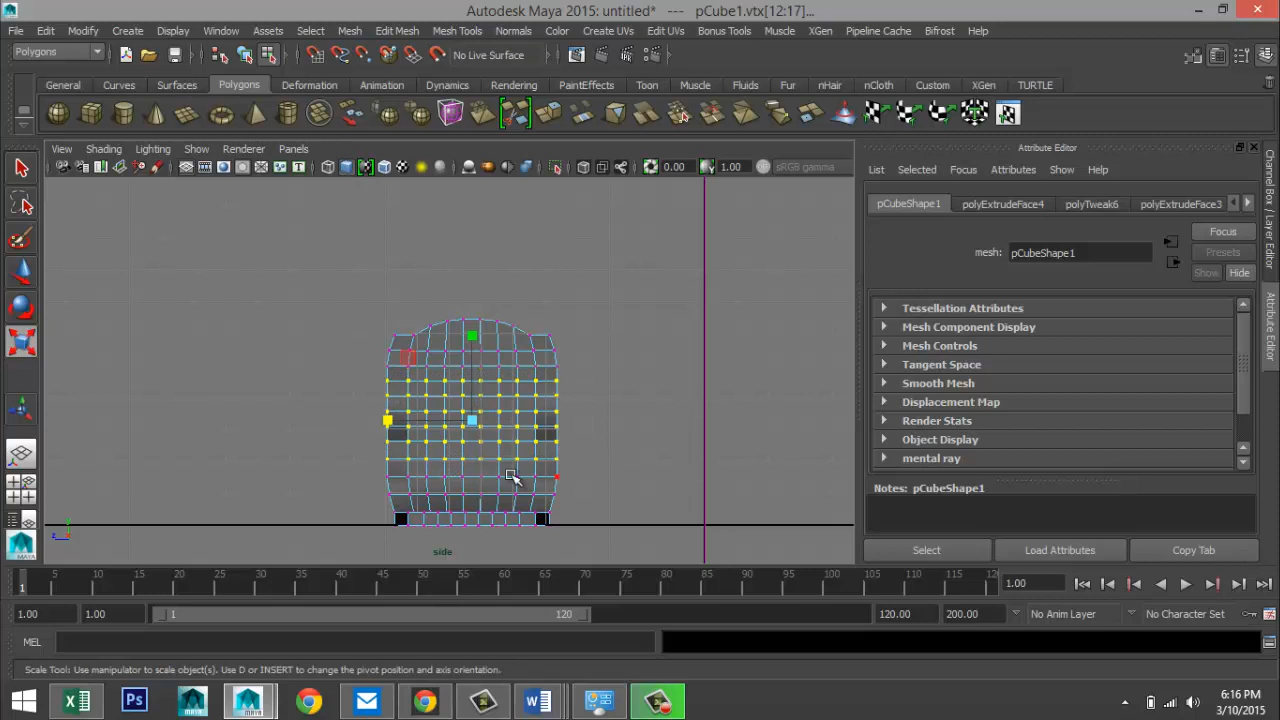 Autodesk Maya 2015: untitled*   ---   pCube1.vtx[12:17]...
File Edit Modify Create Display Window Assets Select Mesh Edit Mesh Mesh Tools Normals Color Create UVs Edit UVs Bonus Tools Muscle XGen Pipeline Cache Bifrost Help
Polygons No Live Surface
General Curves Surfaces Polygons Deformation Animation Dynamics Rendering PaintEffects Toon Muscle Fluids Fur nHair nCloth Custom XGen TURTLE
View Shading Lighting Show Renderer Panels
Attribute Editor
0.00 1.00 sRGB gamma
List Selected Focus Attributes Show Help
pCubeShape1 polyExtrudeFace4 polyTweak6 polyExtrudeFace3
Focus
mesh: pCubeShape1
Presets
Show Hide
Tessellation Attributes
Mesh Component Display
Mesh Controls
Tangent Space
Smooth Mesh
Displacement Map
Render Stats
Object Display
mental ray
Notes: pCubeShape1
Select Load Attributes Copy Tab
Channel Box / Layer Editor
Attribute Editor
y
z
side
MAYA
1 5 10 15 20 25 30 35 40 45 50 55 60 65 70 75 80 85 90 95 100 105 110 115 12
1.00
1.00 1.00 1 120 120.00 200.00 No Anim Layer No Character Set
MEL
Scale Tool: Use manipulator to scale object(s). Use D or INSERT to change the pivot position and axis orientation.
Ps
6:16 PM
3/10/2015